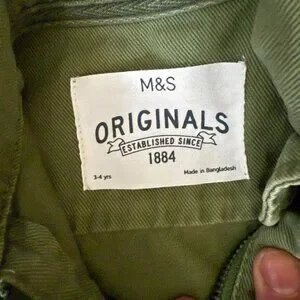 M&S
ORIGINALS
ESTABLISHED SINCE
1884
3-4 yrs
Made in Bangladesh